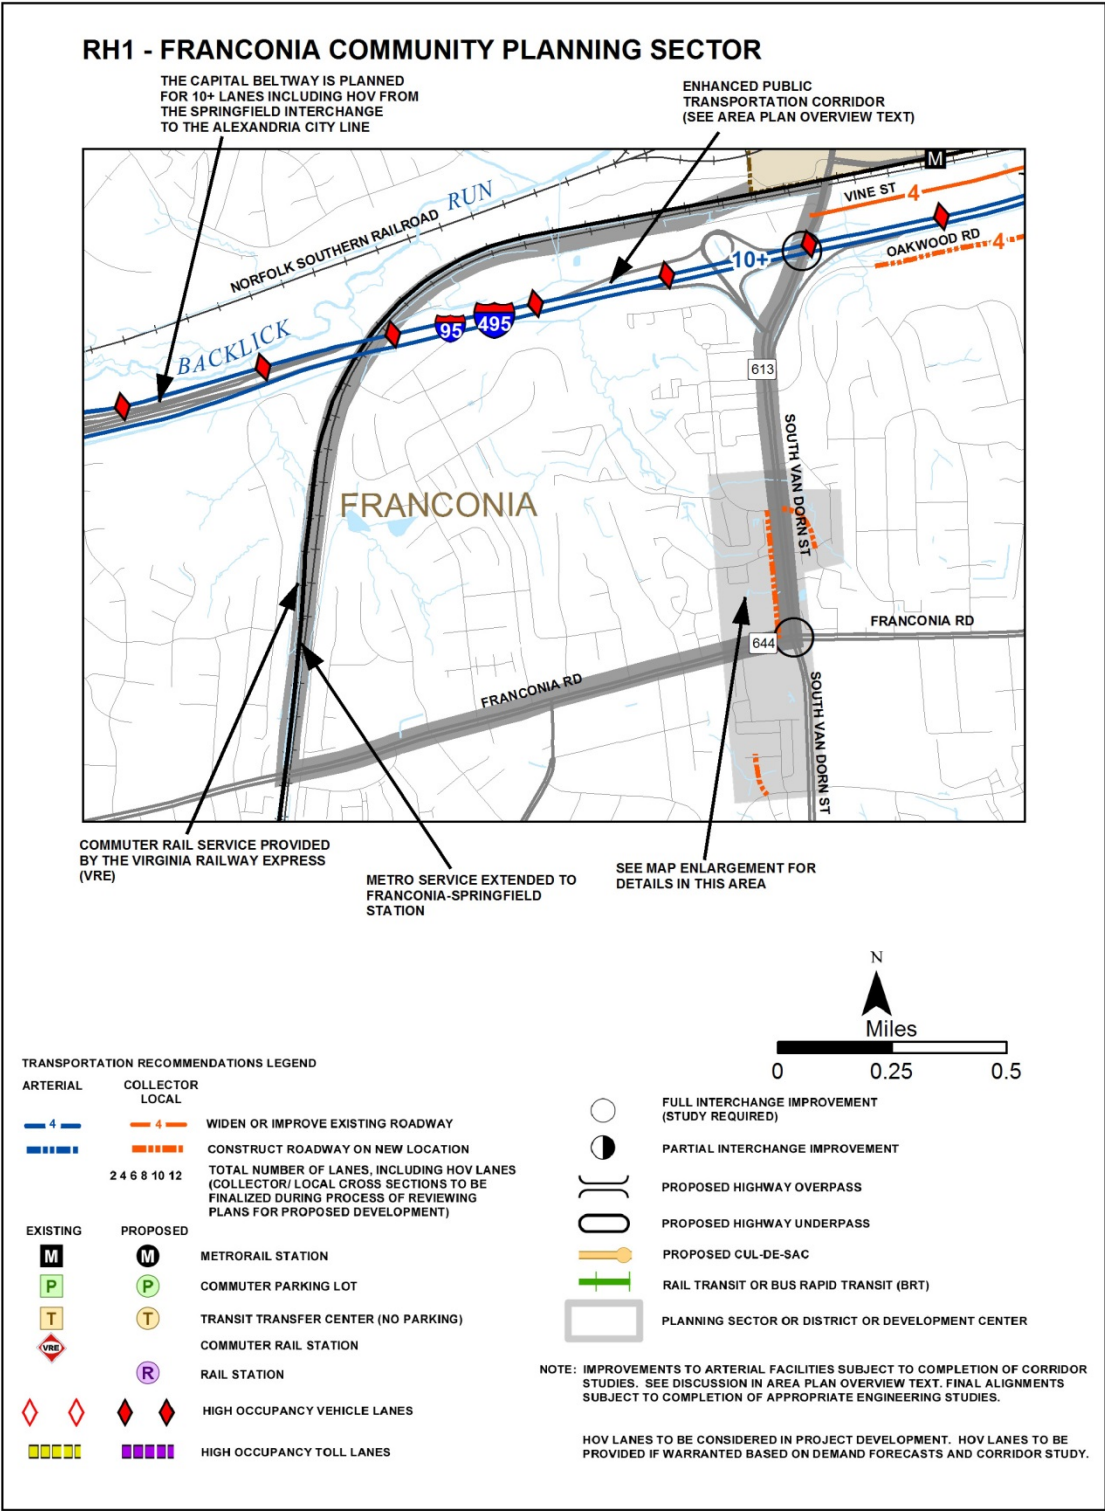 RH1 - FRANCONIA COMMUNITY PLANNING SECTOR
THE CAPITAL BELTWAY IS PLANNED
FOR 10+ LANES INCLUDING HOV FROM
THE SPRINGFIELD INTERCHANGE
TO THE ALEXANDRIA CITY LINE
ENHANCED PUBLIC
TRANSPORTATION CORRIDOR
(SEE AREA PLAN OVERVIEW TEXT)
M
VINE ST
4
OAKWOOD RD
4
NORFOLK SOUTHERN RAILROAD
BACKLICK RUN
10+
95
495
613
SOUTH VAN DORN ST
FRANCONIA
FRANCONIA RD
644
FRANCONIA RD
SOUTH VAN DORN ST
COMMUTER RAIL SERVICE PROVIDED
BY THE VIRGINIA RAILWAY EXPRESS
(VRE)
METRO SERVICE EXTENDED TO
FRANCONIA-SPRINGFIELD
STATION
SEE MAP ENLARGEMENT FOR
DETAILS IN THIS AREA
N
Miles
0 0.25 0.5
TRANSPORTATION RECOMMENDATIONS LEGEND
ARTERIAL COLLECTOR
LOCAL
4 4 WIDEN OR IMPROVE EXISTING ROADWAY
CONSTRUCT ROADWAY ON NEW LOCATION
2 4 6 8 10 12 TOTAL NUMBER OF LANES, INCLUDING HOV LANES
(COLLECTOR/ LOCAL CROSS SECTIONS TO BE
FINALIZED DURING PROCESS OF REVIEWING
PLANS FOR PROPOSED DEVELOPMENT)
EXISTING PROPOSED
M M METRORAIL STATION
P P COMMUTER PARKING LOT
T T TRANSIT TRANSFER CENTER (NO PARKING)
VRE COMMUTER RAIL STATION
R RAIL STATION
HIGH OCCUPANCY VEHICLE LANES
HIGH OCCUPANCY TOLL LANES
FULL INTERCHANGE IMPROVEMENT
(STUDY REQUIRED)
PARTIAL INTERCHANGE IMPROVEMENT
PROPOSED HIGHWAY OVERPASS
PROPOSED HIGHWAY UNDERPASS
PROPOSED CUL-DE-SAC
RAIL TRANSIT OR BUS RAPID TRANSIT (BRT)
PLANNING SECTOR OR DISTRICT OR DEVELOPMENT CENTER
NOTE: IMPROVEMENTS TO ARTERIAL FACILITIES SUBJECT TO COMPLETION OF CORRIDOR
STUDIES. SEE DISCUSSION IN AREA PLAN OVERVIEW TEXT. FINAL ALIGNMENTS
SUBJECT TO COMPLETION OF APPROPRIATE ENGINEERING STUDIES.
HOV LANES TO BE CONSIDERED IN PROJECT DEVELOPMENT. HOV LANES TO BE
PROVIDED IF WARRANTED BASED ON DEMAND FORECASTS AND CORRIDOR STUDY.